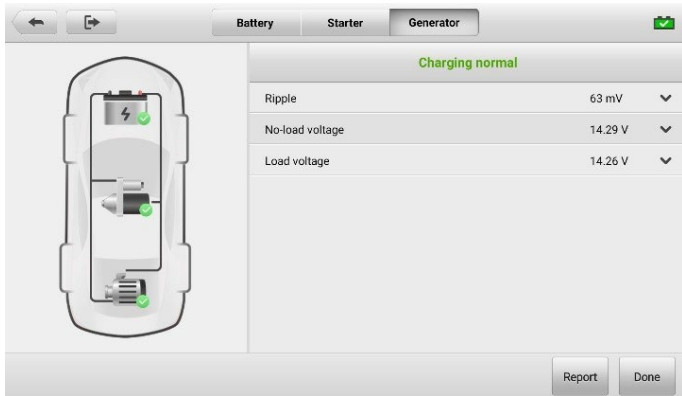 Battery Starter Generator
Charging normal
Ripple 63 mV
No-load voltage 14.29 V
Load voltage 14.26 V
Report Done